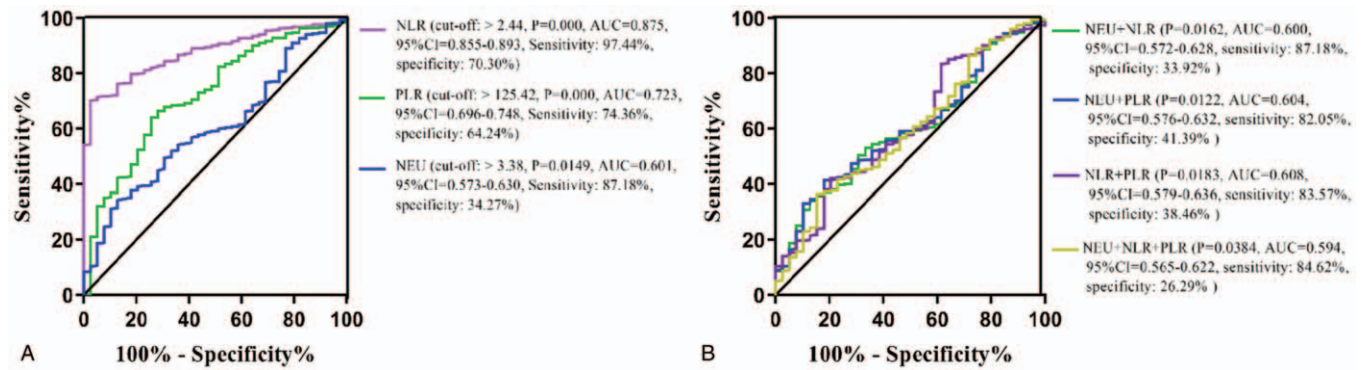 Sensitivity%
100
80
60
40
20
0
0 20 40 60 80 100
100% - Specificity%
A
NLR (cut-off: > 2.44, P=0.000, AUC=0.875,
95%CI=0.855-0.893, Sensitivity: 97.44%,
specificity: 70.30%)
PLR (cut-off: > 125.42, P=0.000, AUC=0.723,
95%CI=0.696-0.748, Sensitivity: 74.36%,
specificity: 64.24%)
NEU (cut-off: > 3.38, P=0.0149, AUC=0.601,
95%CI=0.573-0.630, Sensitivity: 87.18%,
specificity: 34.27%)
Sensitivity%
100
80
60
40
20
0
0 20 40 60 80 100
100% - Specificity%
B
NEU+NLR (P=0.0162, AUC=0.600,
95%CI=0.572-0.628, sensitivity: 87.18%,
specificity: 33.92% )
NEU+PLR (P=0.0122, AUC=0.604,
95%CI=0.576-0.632, sensitivity: 82.05%,
specificity: 41.39% )
NLR+PLR (P=0.0183, AUC=0.608,
95%CI=0.579-0.636, sensitivity: 83.57%,
specificity: 38.46% )
NEU+NLR+PLR (P=0.0384, AUC=0.594,
95%CI=0.565-0.622, sensitivity: 84.62%,
specificity: 26.29% )